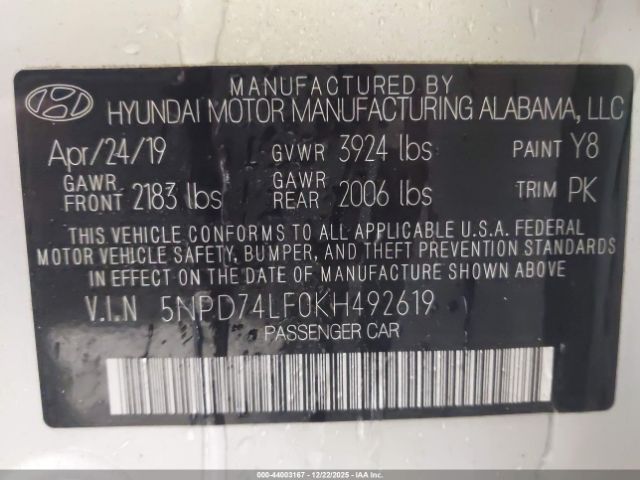 MANUFACTURED BY
HYUNDAI MOTOR MANUFACTURING ALABAMA, LLC
Apr/24/19 GVWR 3924 lbs PAINT Y8
GAWR FRONT 2183 lbs GAWR REAR 2006 lbs TRIM PK
THIS VEHICLE CONFORMS TO ALL APPLICABLE U.S.A. FEDERAL
MOTOR VEHICLE SAFETY, BUMPER, AND THEFT PREVENTION STANDARDS
IN EFFECT ON THE DATE OF MANUFACTURE SHOWN ABOVE.
V.I.N 5NPD74LF0KH492619
PASSENGER CAR
000-44003167 • 12/22/2025 • IAAI.CA